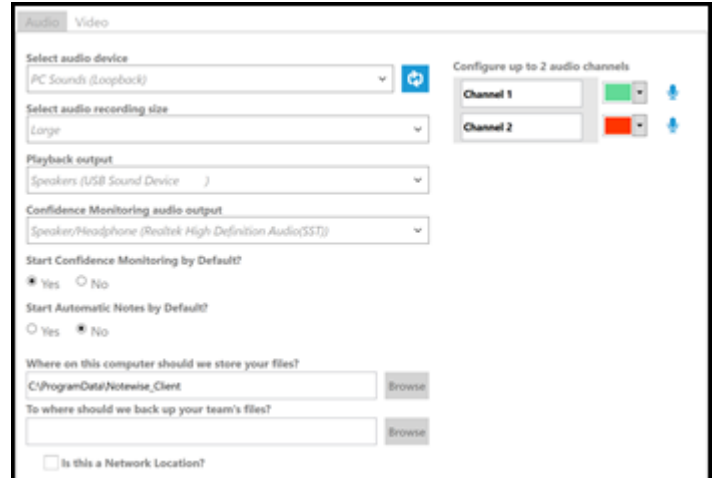 Audio Video
Select audio device
PC Sounds (Loopback)
Select audio recording size
Large
Playback output
Speakers (USB Sound Device )
Confidence Monitoring audio output
Speaker/Headphone (Realtek High Definition Audio(SST))
Start Confidence Monitoring by Default?
Yes No
Start Automatic Notes by Default?
Yes No
Where on this computer should we store your files?
C:\ProgramData\Notewise_Client Browse
To where should we back up your team's files?
Browse
Is this a Network Location?
Configure up to 2 audio channels
Channel 1
Channel 2